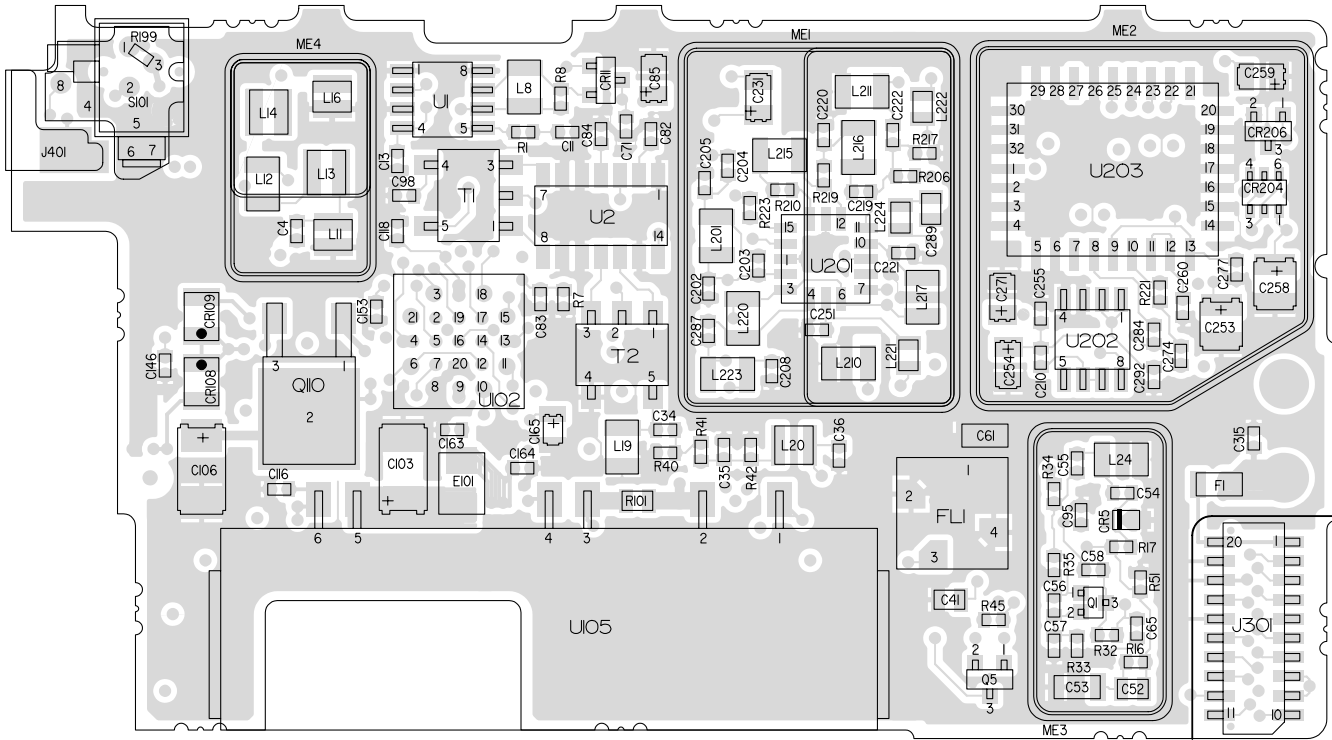 R199
1
3
2
S101
8
4
5
6 7
J401
ME4
L14
L16
L12
L13
C4
L11
1 8
U1
4 5
L8
R8
CR11
C85
R1
C11
C84
C71
C82
C13
C98
C118
4 3
T1
5 1
7 1
U2
8 14
ME1
C231
C220
L211
C222
L222
C205
C204
L215
L216
R217
R206
R223
R210
R219
C219
L224
C289
L201
C203
15
12 11
10
1
U201
3
4 6 7
C221
C202
L220
C251
L217
C287
L223
C208
L210
L221
ME2
29 28 27 26 25 24 23 22 21
30
31
32
1
2
3
4
20
19
18
17
16
15
14
U203
5 6 7 8 9 10 11 12 13
C259
2 1
CR206
3
4 6
CR204
3 1
C271
C255
4 1
U202
5 8
R221
C260
C277
C258
C253
C284
C274
C254
C210
C292
CR109
CR108
C146
C153
3 1
Q110
2
3 18
21 2 19 17 15
4 5 16 14 13
6 7 20 12 11
8 9 10
U102
C83
R7
3 2 1
T2
4 5
C106
C116
C103
C163
E101
C164
C165
L19
C34
R40
R41
C35
R42
L20
C36
R101
C61
1
2
FL1
4
3
6 5 4 3 2 1
U105
C41
R45
2 1
Q5
3
R34
C55
L24
C54
C95
CR5
R17
R35
C58
R51
C56
1
Q1
3
2
C57
C65
R32
R16
R33
C53
C52
ME3
C315
F1
20 1
J301
11 10